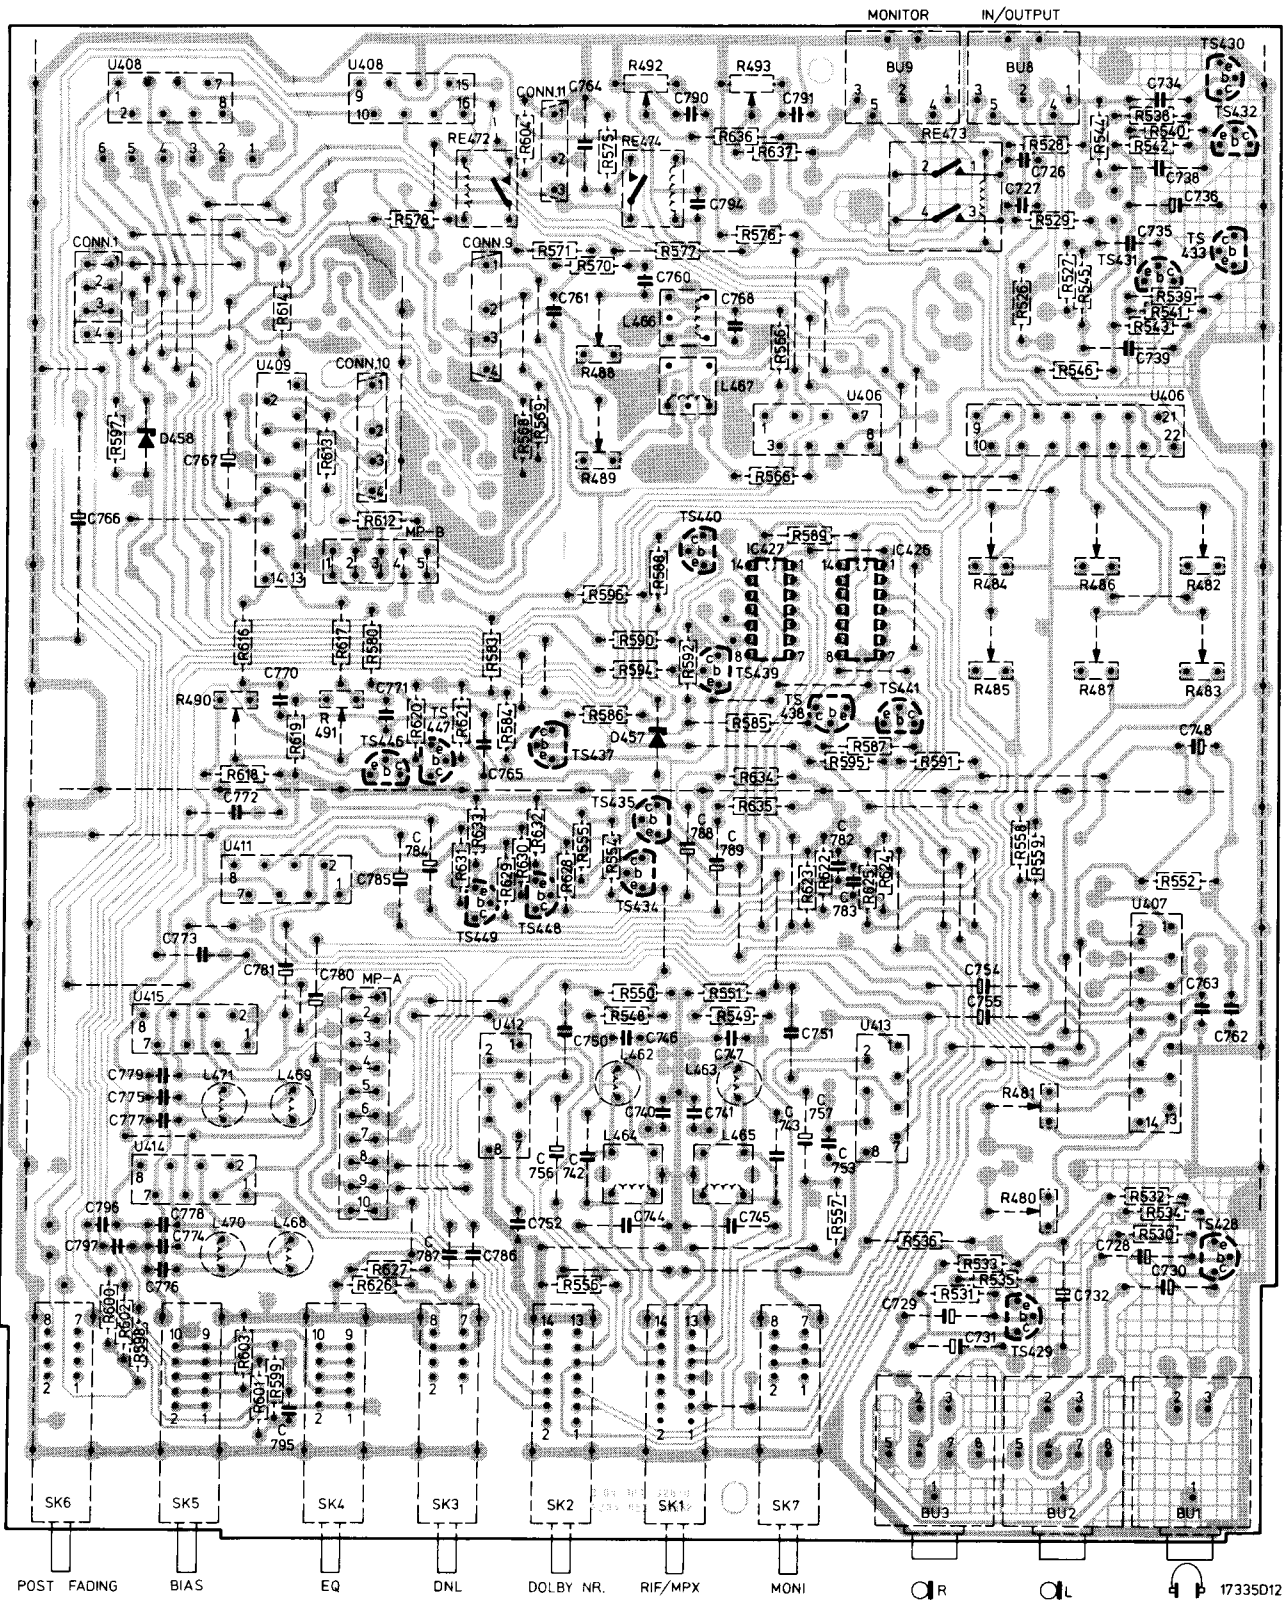 MONITOR IN/OUTPUT
U408 U408 CONN.11 C764 R492 R493 BU9 BU8 TS430
C790 C791 C734
RE472 R604 R575 RE474 R636 R637 RE473 R528 R544 R538 R540 R542 TS432
C726 C738
C727 C736
R578 C794 R529
CONN.1 CONN.9 R571 R577 R576 C735 TS433
R570 C760 TS431
R614 C761 C768 R526 R527 R545 R539
L466 R541
R543
U409 CONN.10 R488 R565 C739
L467 R546
R597 D458 R568 R569 U406 U406
C767 R613 R489 R566
C766 R612 TS440 R589
MP-B IC427 IC426
R588 R484 R486 R482
R596
R616 R617 R580 R583 R590 R592
R594 TS439 R485 R487 R483
C770 C771
R490 R491 R620 TS447 R621 R584 R586 TS438 TS441
R619 TS446 D457 R585 C748
R587
R618 C765 TS437 R634 R595 R591
C772 TS435 R635
C784 R633 R632 C788 C789 C782 R558 R559
U411 R631 R629 R630 R628 R555 R554 R623 R622 R625 R624
C785 C783 R552
TS449 TS448 TS434 U407
C773
C781 C780 MP-A C754
R550 R551 C763
U415 R548 R549 C755
U412 C750 C746 C747 C751 U413 C762
C779 L471 L469 L462 L463
C775 R481
C777 C740 C741 C743 C757
U414 L464 L465
C756 C742 C753
C796 C778 R480 R532
C797 C774 L470 L468 C752 C744 C745 R557 R534
C787 C786 R536 R530 TS428
C776 R627 R533 C728
R626 R556 R535 C730
R600 R602 R598 R531 C732
C729
R603 C731 TS429
R601 R599
C795
SK6 SK5 SK4 SK3 SK2 SK1 SK7 BU3 BU2 BU1
POST FADING BIAS EQ DNL DOLBY NR. RIF/MPX MONI R L 17335D12